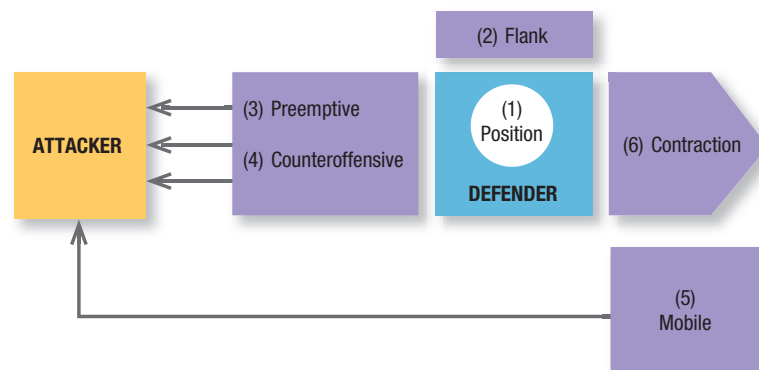 (2) Flank
ATTACKER
(3) Preemptive
(4) Counteroffensive
(1)
Position
DEFENDER
(6) Contraction
(5)
Mobile